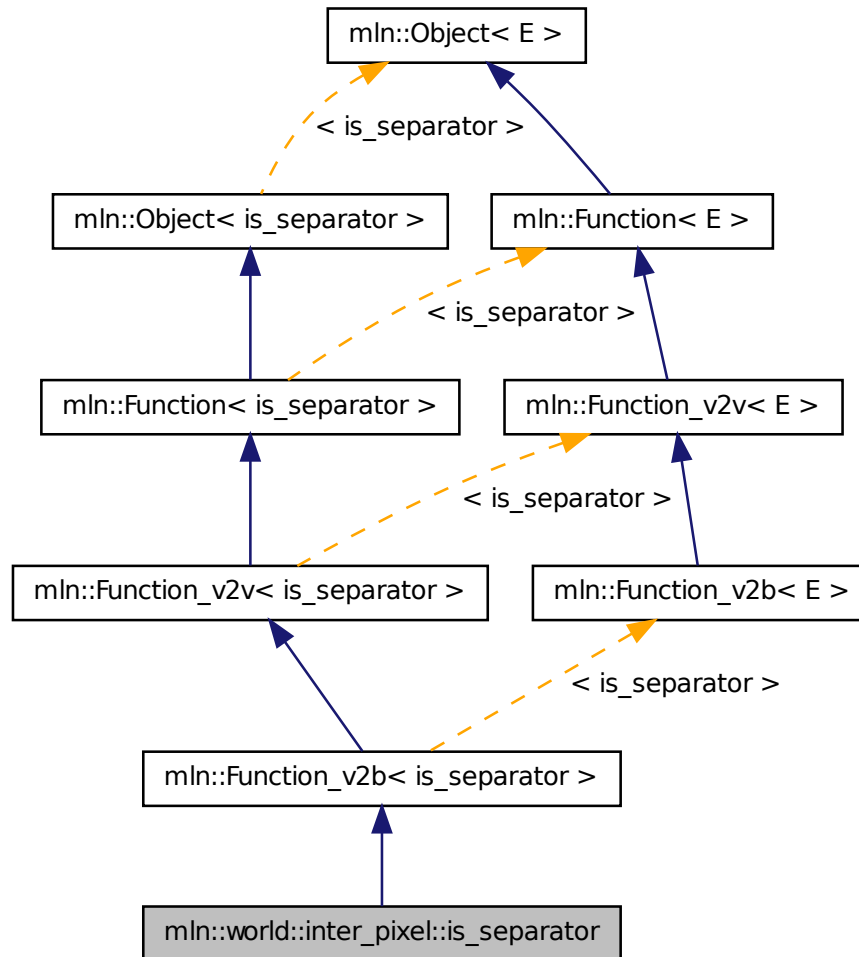 mln::Object< E >
< is_separator >
mln::Object< is_separator >
mln::Function< E >
< is_separator >
mln::Function< is_separator >
mln::Function_v2v< E >
< is_separator >
mln::Function_v2v< is_separator >
mln::Function_v2b< E >
< is_separator >
mln::Function_v2b< is_separator >
mln::world::inter_pixel::is_separator